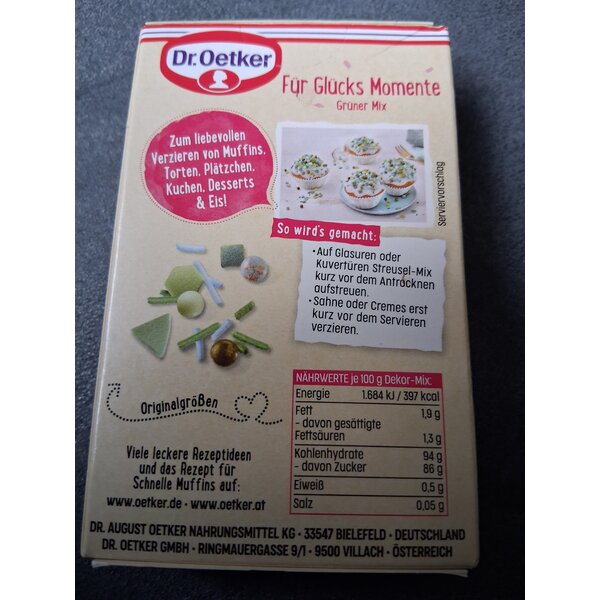 Dr.Oetker
Für Glücks Momente
Grüner Mix
Zum liebevollen
Verzieren von Muffins,
Torten, Plätzchen,
Kuchen, Desserts
& Eis!
Serviervorschlag
So wird's gemacht:
•Auf Glasuren oder
Kuvertüren Streusel-Mix
kurz vor dem Antrocknen
aufstreuen.
•Sahne oder Cremes erst
kurz vor dem Servieren
verzieren.
Originalgrößen
NÄHRWERTE je 100 g Dekor-Mix:
Energie 1.684 kJ / 397 kcal
Fett 1,9 g
- davon gesättigte
Fettsäuren 1,3 g
Kohlenhydrate 94 g
- davon Zucker 86 g
Eiweiß 0,5 g
Salz 0,05 g
Viele leckere Rezeptideen
und das Rezept für
Schnelle Muffins auf:
www.oetker.de • www.oetker.at
DR. AUGUST OETKER NAHRUNGSMITTEL KG • 33547 BIELEFELD • DEUTSCHLAND
DR. OETKER GMBH • RINGMAUERGASSE 9/1 • 9500 VILLACH • ÖSTERREICH